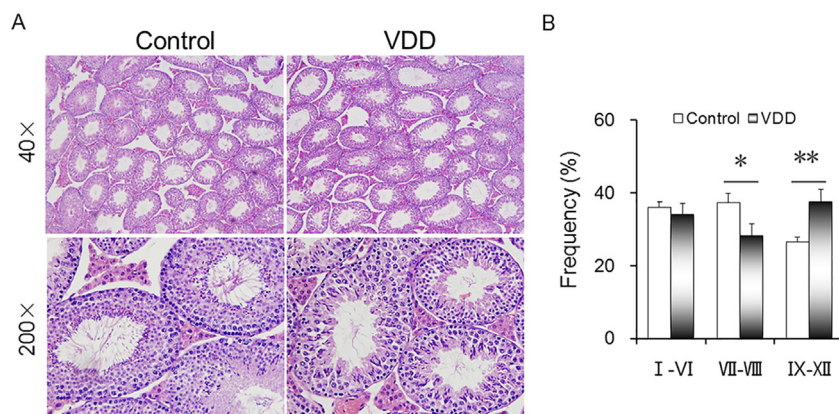 A
Control
VDD
40×
200×
B
Control VDD
Frequency (%)
60
40
20
0
*
**
Ⅰ-Ⅵ Ⅶ-Ⅷ Ⅸ-Ⅻ